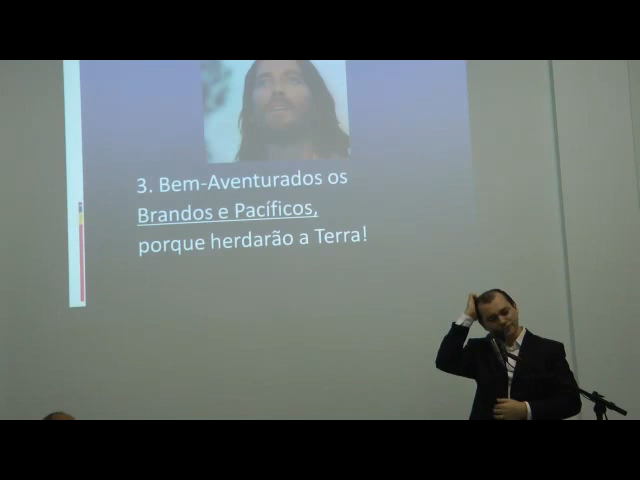 3. Bem-Aventurados os
Brandos e Pacíficos,
porque herdarão a Terra!